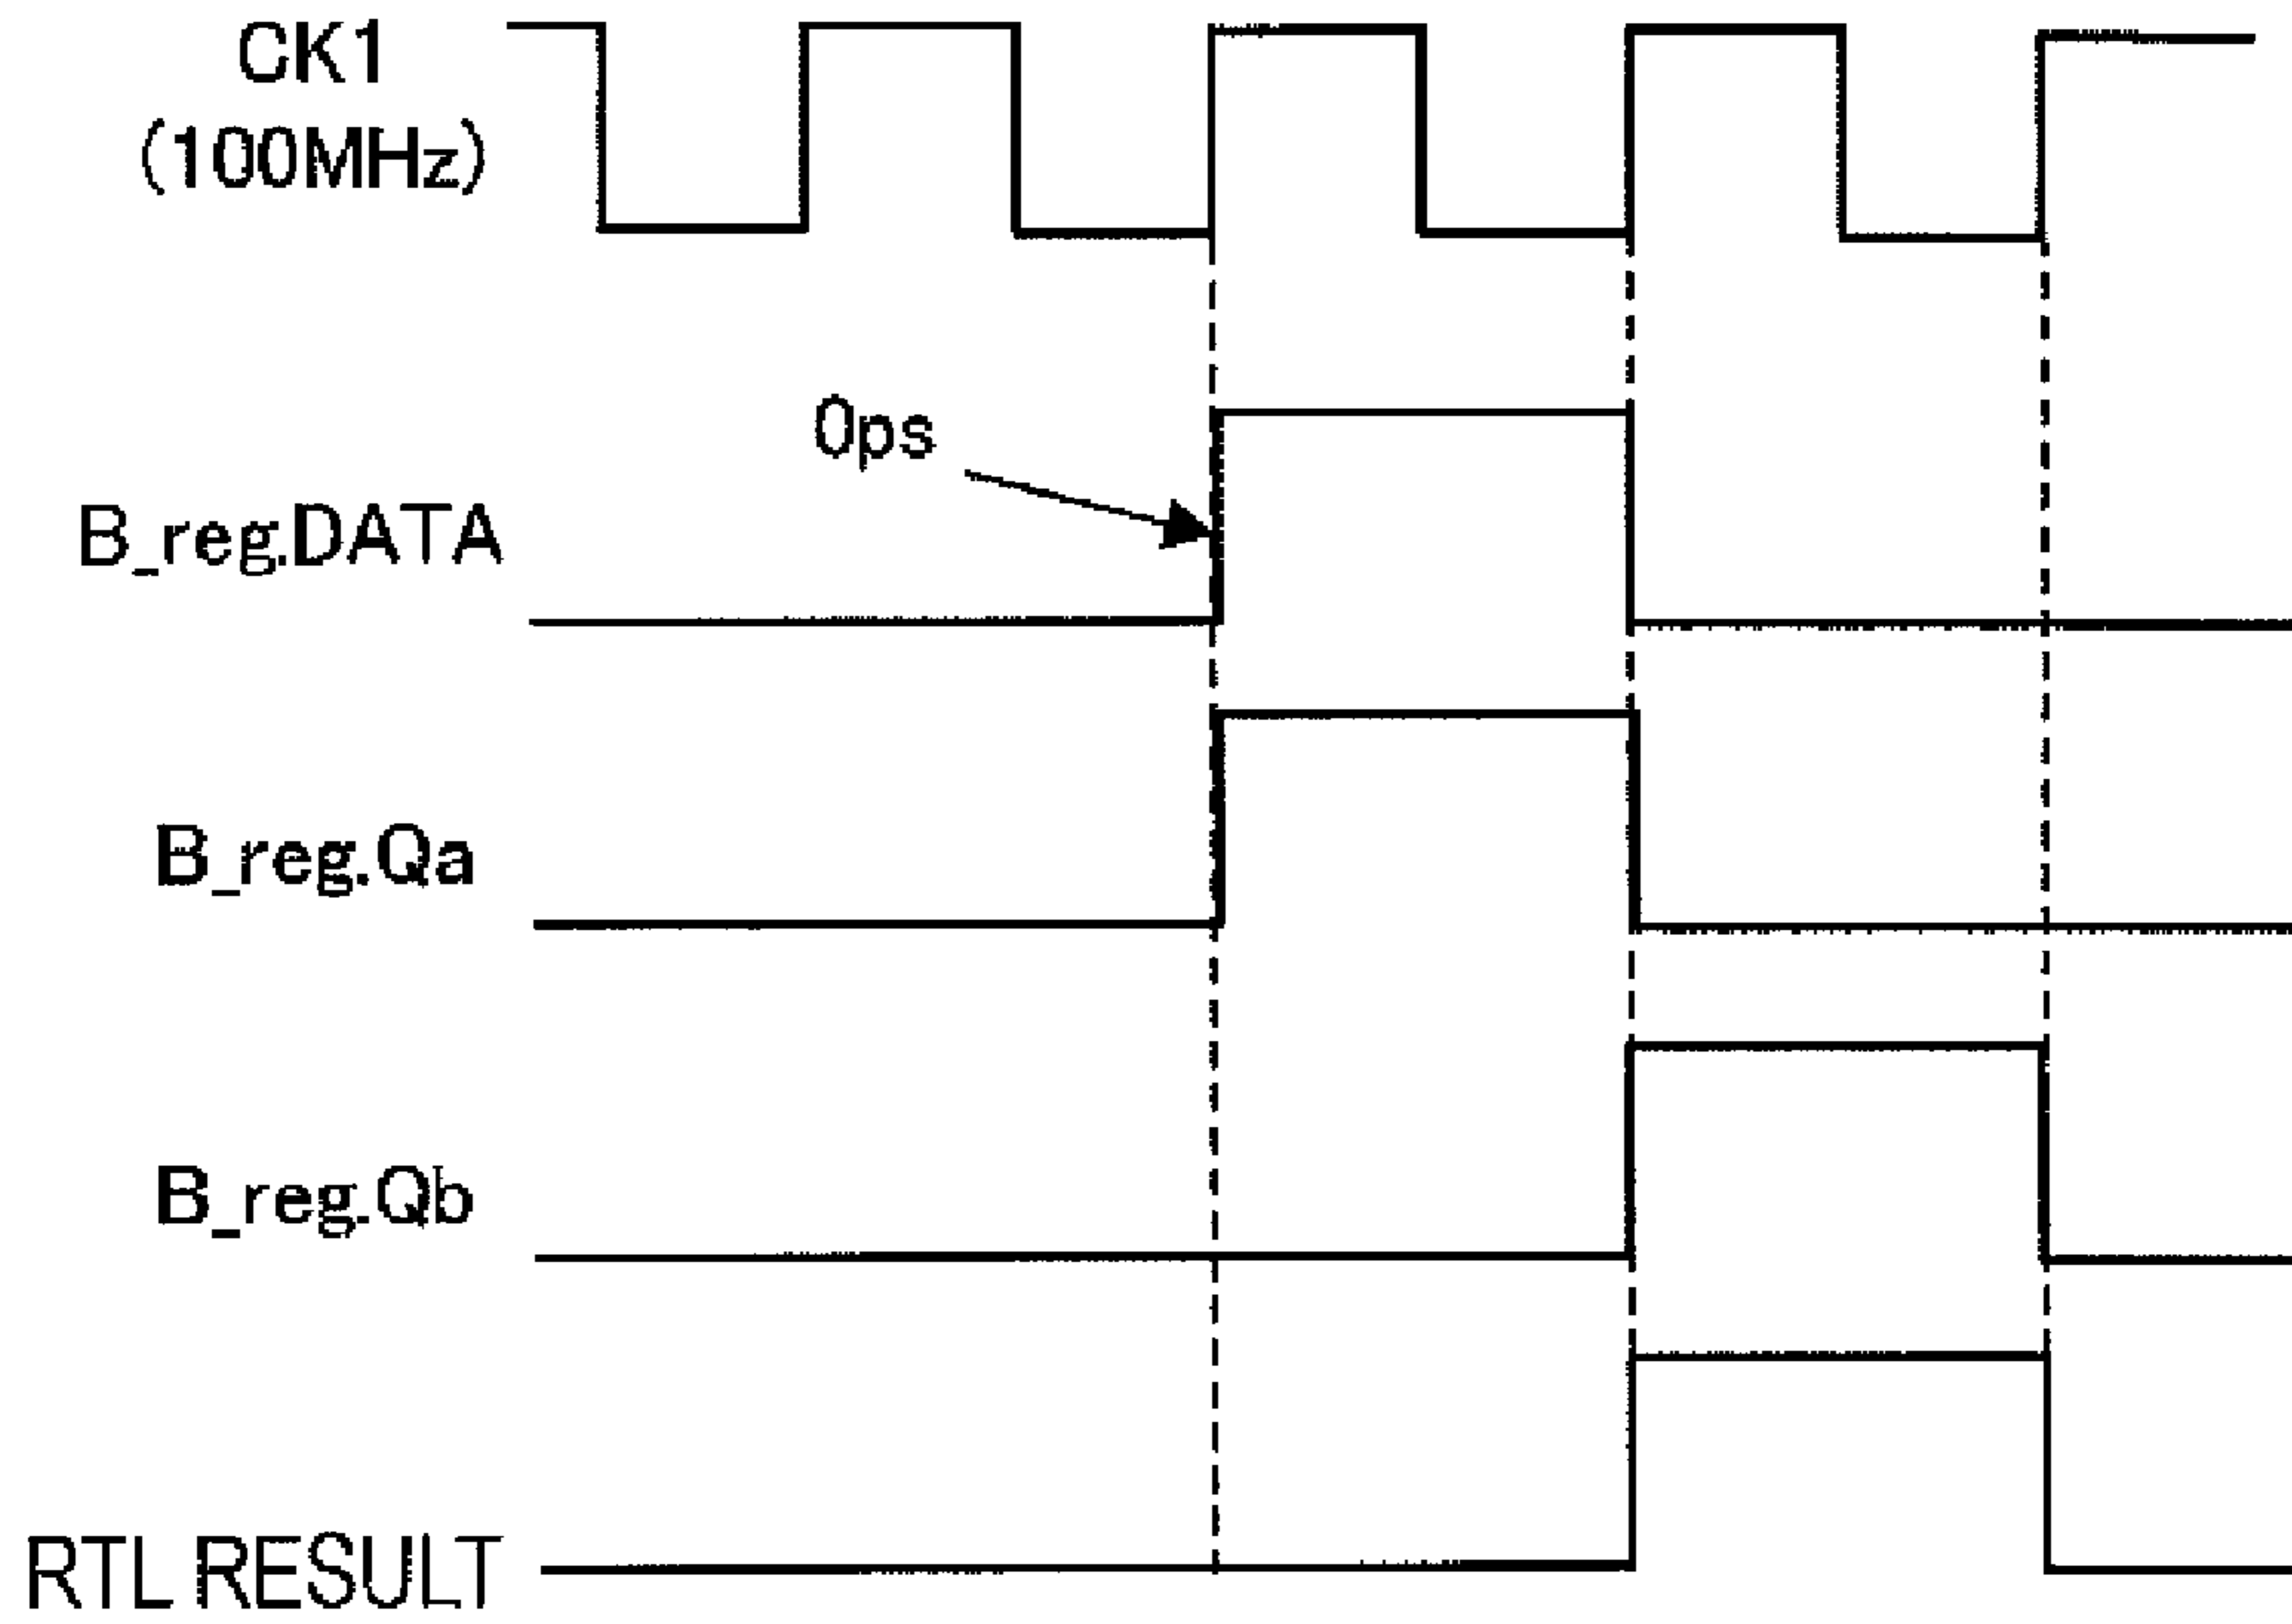 CK1
(100MHz)
0ps
B_reg.DATA
B_reg.Qa
B_reg.Qb
RTL RESULT